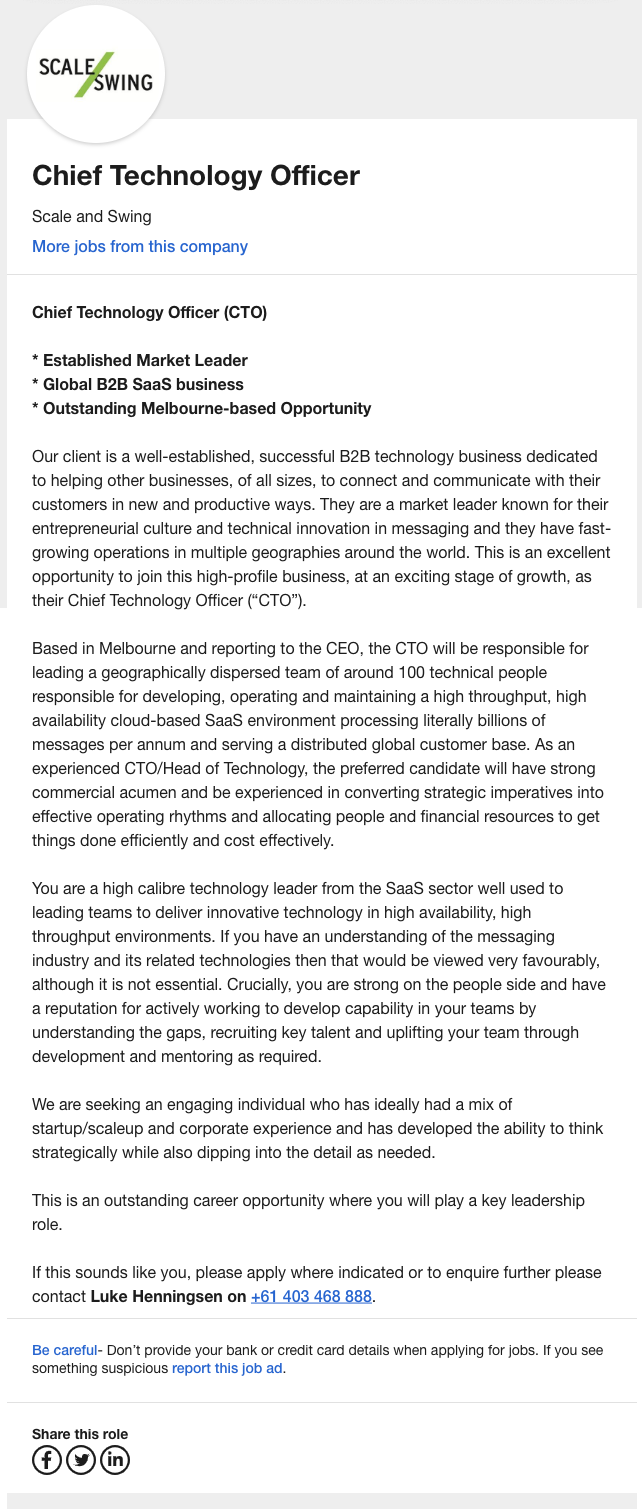 SCALE
SWING
Chief Technology Officer
Scale and Swing
More jobs from this company
Chief Technology Officer (CTO)
* Established Market Leader
* Global B2B SaaS business
* Outstanding Melbourne-based Opportunity
Our client is a well-established, successful B2B technology business dedicated
to helping other businesses, of all sizes, to connect and communicate with their
customers in new and productive ways. They are a market leader known for their
entrepreneurial culture and technical innovation in messaging and they have fast-
growing operations in multiple geographies around the world. This is an excellent
opportunity to join this high-profile business, at an exciting stage of growth, as
their Chief Technology Officer (“CTO”).
Based in Melbourne and reporting to the CEO, the CTO will be responsible for
leading a geographically dispersed team of around 100 technical people
responsible for developing, operating and maintaining a high throughput, high
availability cloud-based SaaS environment processing literally billions of
messages per annum and serving a distributed global customer base. As an
experienced CTO/Head of Technology, the preferred candidate will have strong
commercial acumen and be experienced in converting strategic imperatives into
effective operating rhythms and allocating people and financial resources to get
things done efficiently and cost effectively.
You are a high calibre technology leader from the SaaS sector well used to
leading teams to deliver innovative technology in high availability, high
throughput environments. If you have an understanding of the messaging
industry and its related technologies then that would be viewed very favourably,
although it is not essential. Crucially, you are strong on the people side and have
a reputation for actively working to develop capability in your teams by
understanding the gaps, recruiting key talent and uplifting your team through
development and mentoring as required.
We are seeking an engaging individual who has ideally had a mix of
startup/scaleup and corporate experience and has developed the ability to think
strategically while also dipping into the detail as needed.
This is an outstanding career opportunity where you will play a key leadership
role.
If this sounds like you, please apply where indicated or to enquire further please
contact Luke Henningsen on +61 403 468 888.
Be careful- Don’t provide your bank or credit card details when applying for jobs. If you see
something suspicious report this job ad.
Share this role